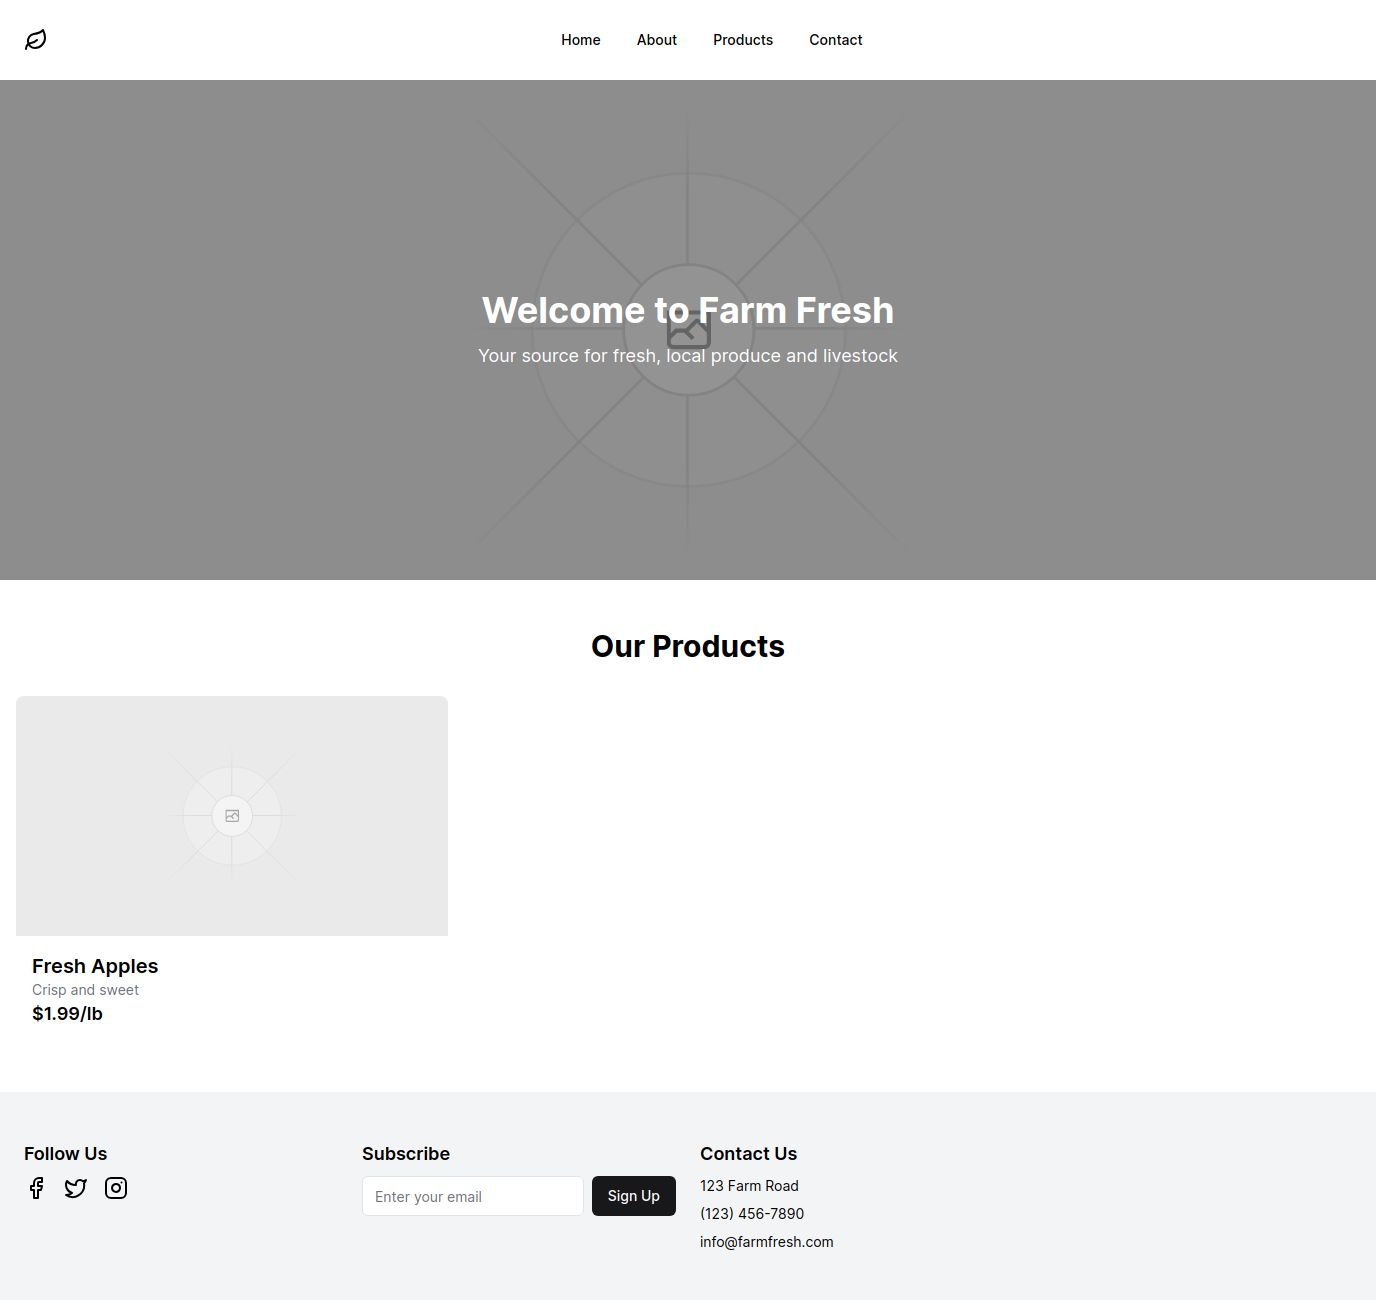 Home About Products Contact
Welcome to Farm Fresh
Your source for fresh, local produce and livestock
Our Products
Fresh Apples
Crisp and sweet
$1.99/lb
Follow Us
Subscribe
Enter your email
Sign Up
Contact Us
123 Farm Road
(123) 456-7890
info@farmfresh.com